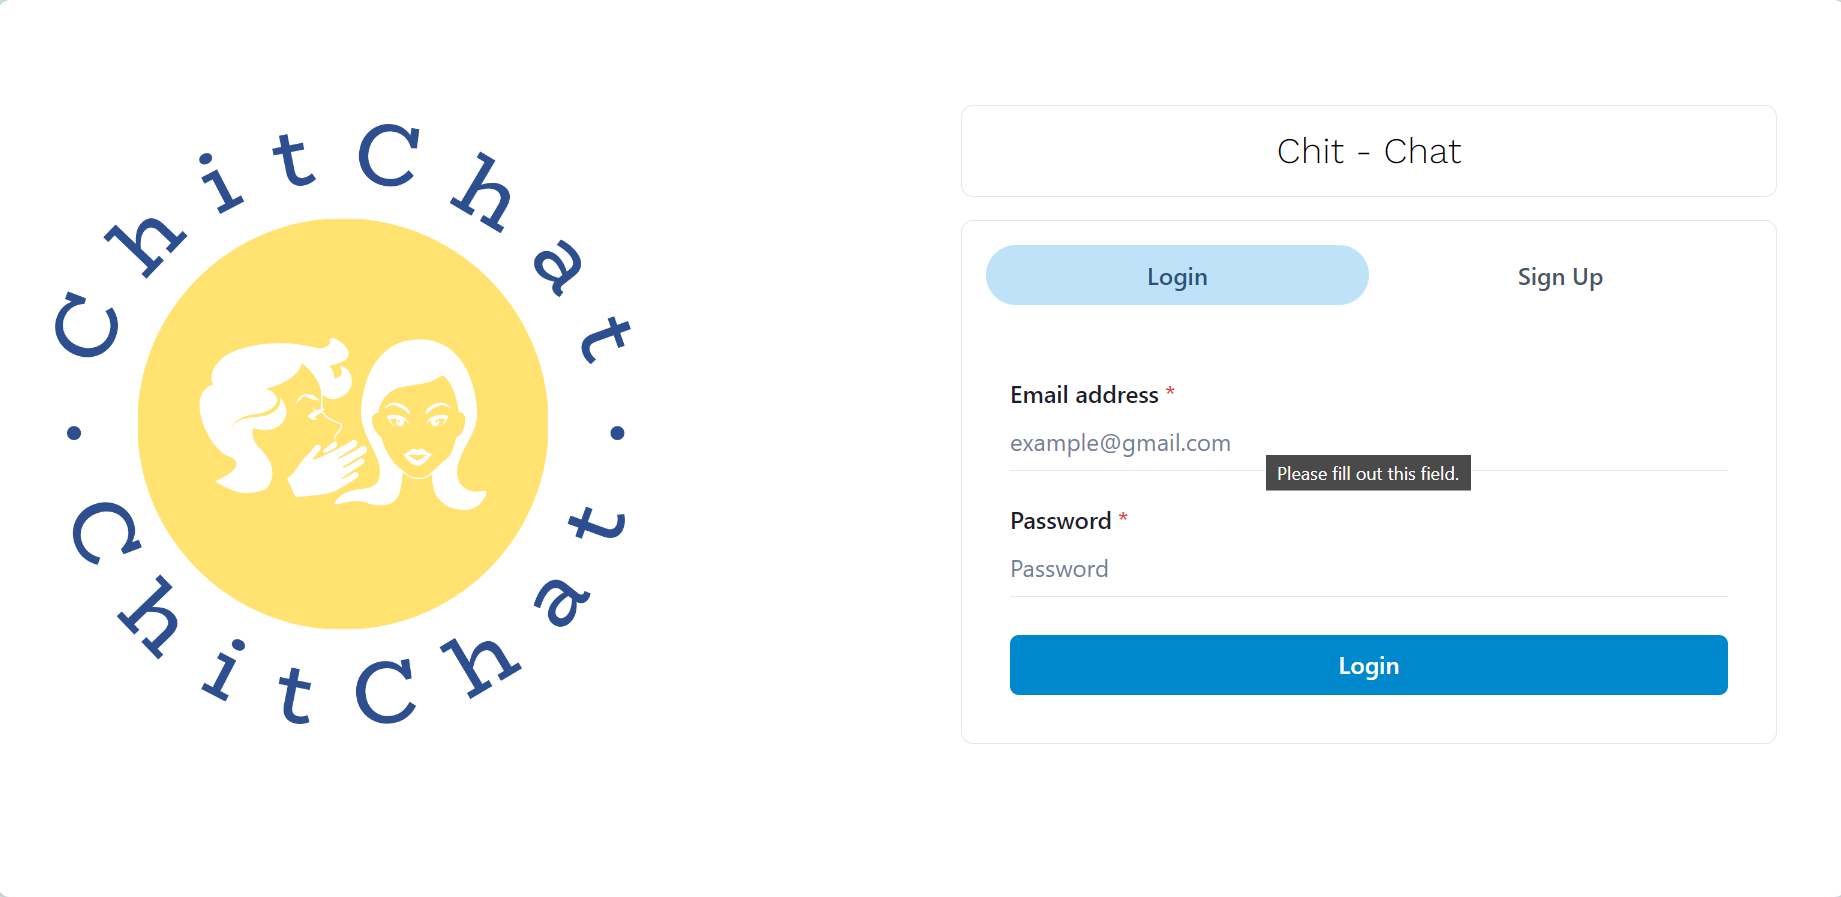 ChitChat
• ChitChat •
Chit - Chat
Login
Sign Up
Email address *
example@gmail.com
Please fill out this field.
Password *
Password
Login